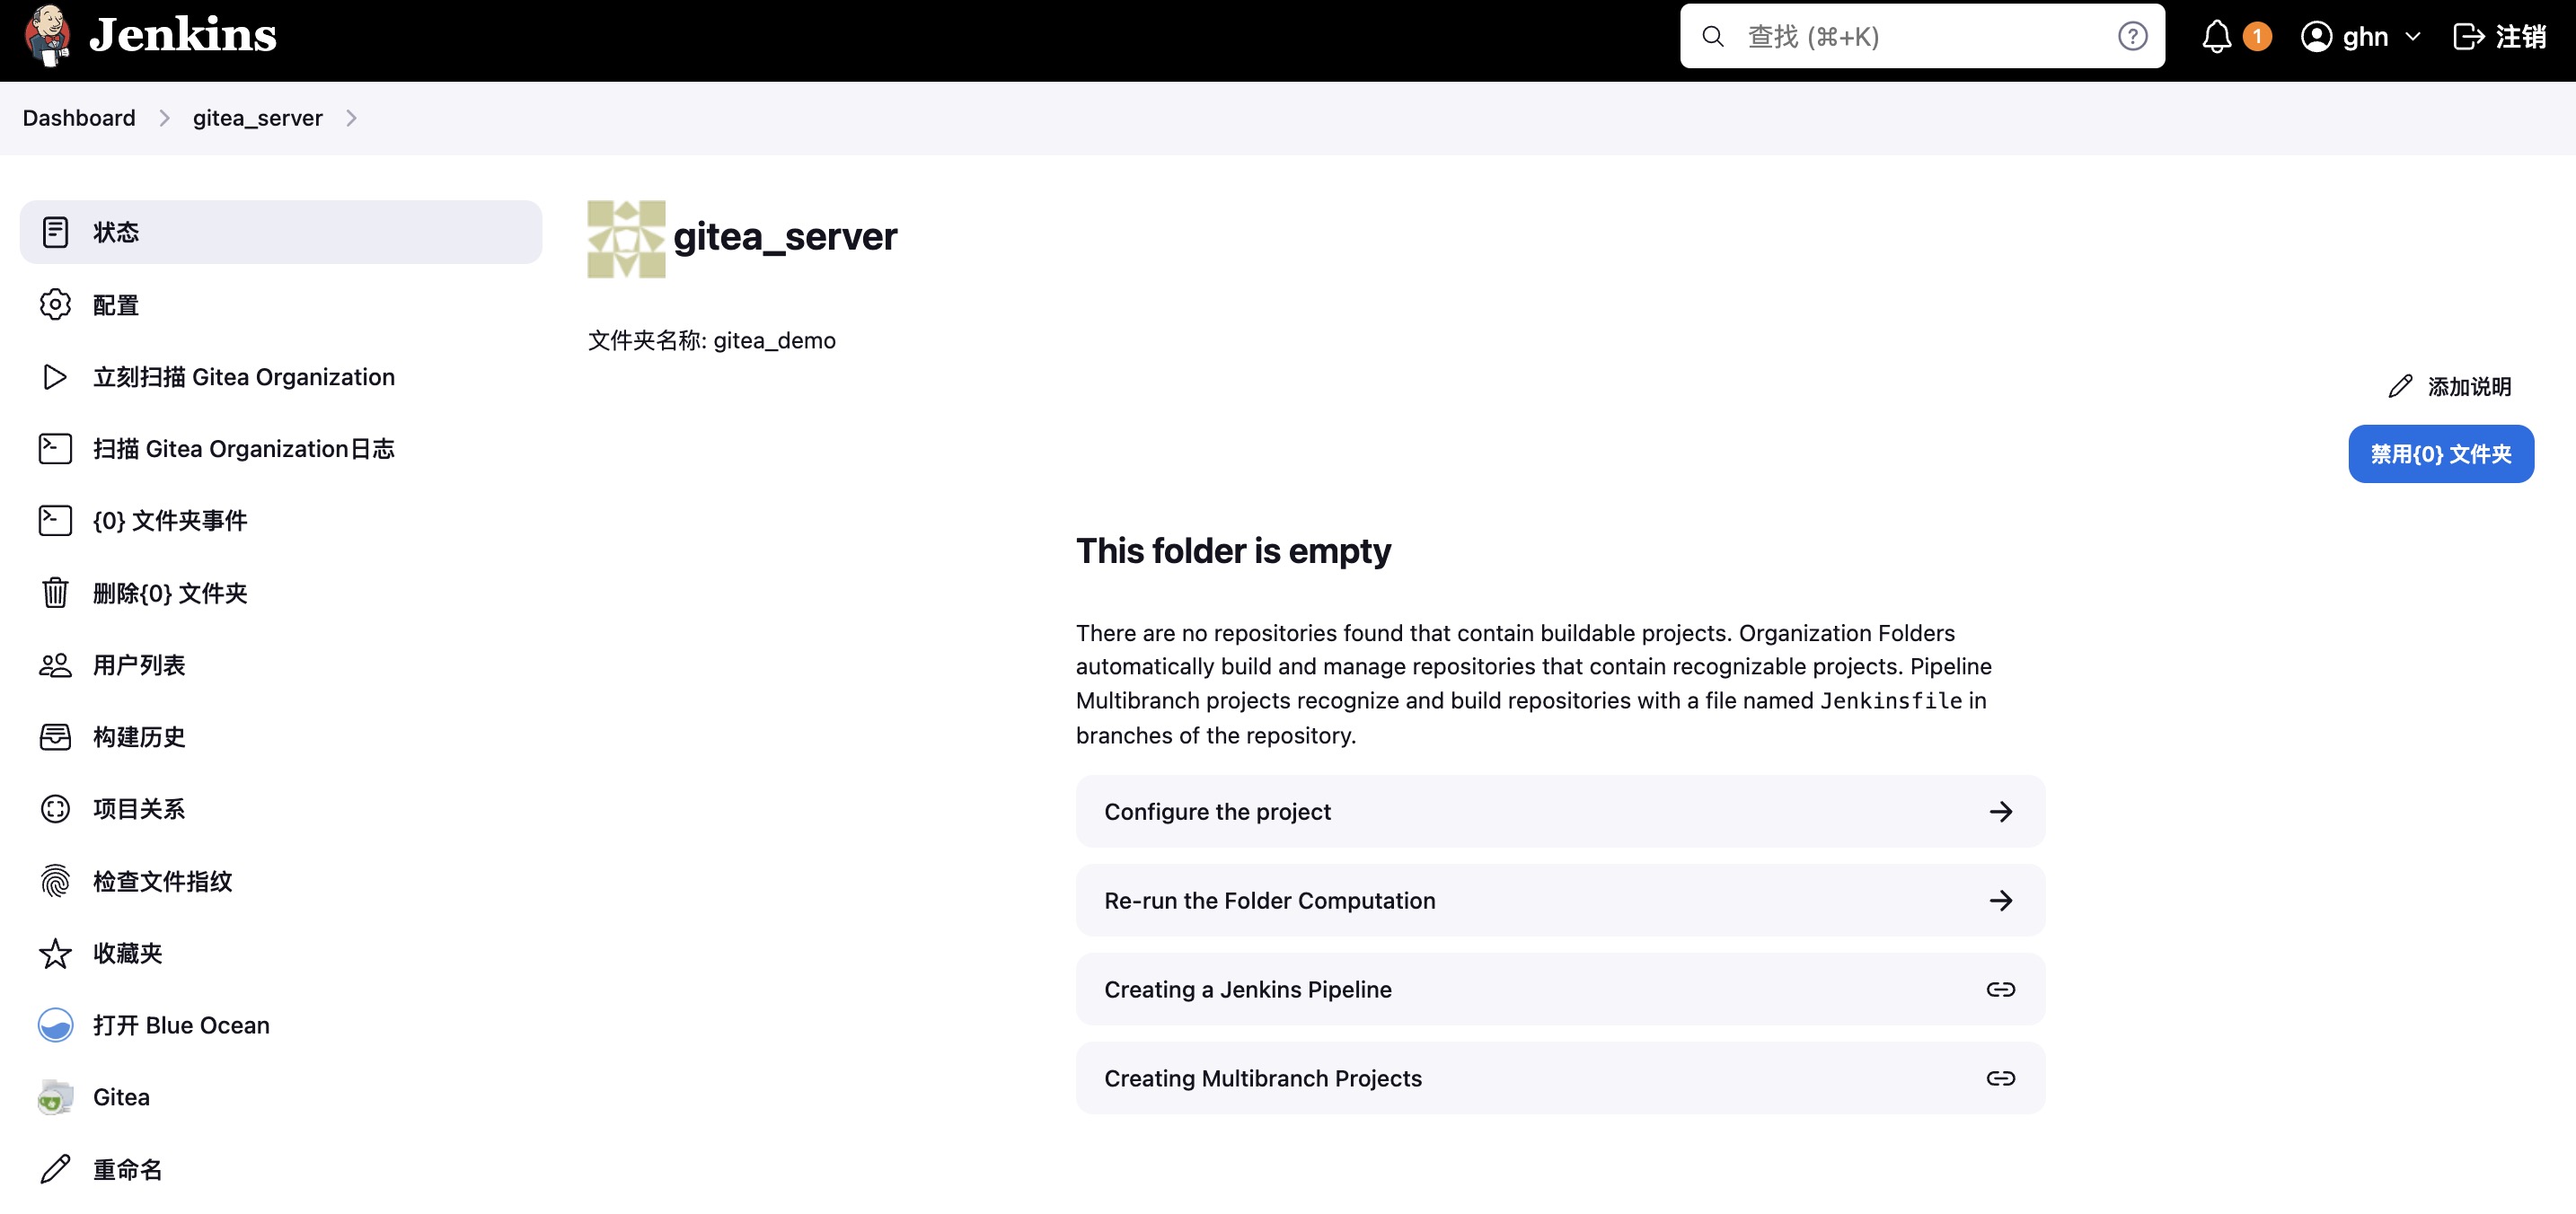 Jenkins
查找 (⌘+K)
1
ghn
注销
Dashboard
gitea_server
状态
配置
立刻扫描 Gitea Organization
扫描 Gitea Organization日志
{0} 文件夹事件
删除{0} 文件夹
用户列表
构建历史
项目关系
检查文件指纹
收藏夹
打开 Blue Ocean
Gitea
重命名
gitea_server
文件夹名称: gitea_demo
添加说明
禁用{0} 文件夹
This folder is empty
There are no repositories found that contain buildable projects. Organization Folders
automatically build and manage repositories that contain recognizable projects. Pipeline
Multibranch projects recognize and build repositories with a file named Jenkinsfile in
branches of the repository.
Configure the project
Re-run the Folder Computation
Creating a Jenkins Pipeline
Creating Multibranch Projects